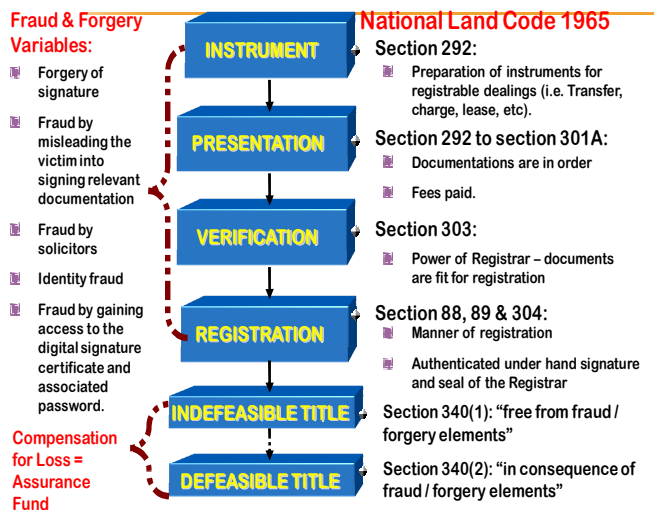 Fraud & Forgery
Variables:
Forgery of
signature
Fraud by
misleading the
victim into
signing relevant
documentation
Fraud by
solicitors
Identity fraud
Fraud by gaining
access to the
digital signature
certificate and
associated
password.
Compensation
for Loss =
Assurance
Fund
INSTRUMENT
PRESENTATION
VERIFICATION
REGISTRATION
INDEFEASIBLE TITLE
DEFEASIBLE TITLE
National Land Code 1965
Section 292:
Preparation of instruments for
registrable dealings (i.e. Transfer,
charge, lease, etc).
Section 292 to section 301A:
Documentations are in order
Fees paid.
Section 303:
Power of Registrar – documents
are fit for registration
Section 88, 89 & 304:
Manner of registration
Authenticated under hand signature
and seal of the Registrar
Section 340(1): “free from fraud /
forgery elements”
Section 340(2): “in consequence of
fraud / forgery elements”